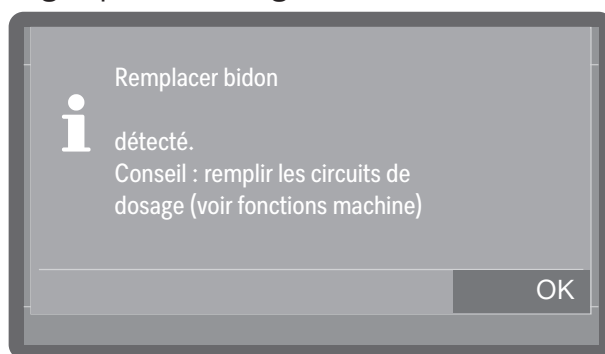 Remplacer bidon
détecté.
Conseil : remplir les circuits de
dosage (voir fonctions machine)
OK